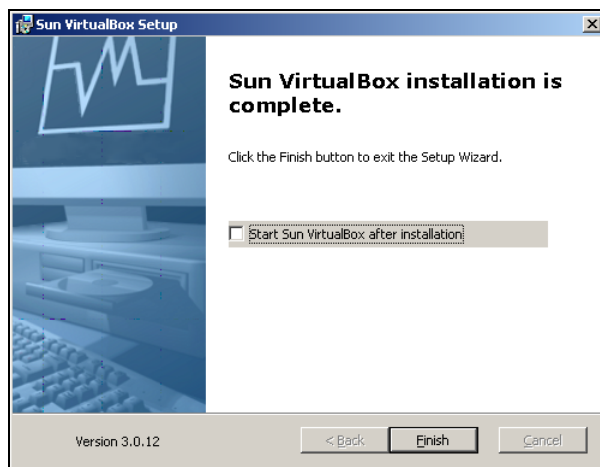 Sun VirtualBox Setup
Sun VirtualBox installation is
complete.
Click the Finish button to exit the Setup Wizard.
Start Sun VirtualBox after installation
Version 3.0.12
< Back
Finish
Cancel